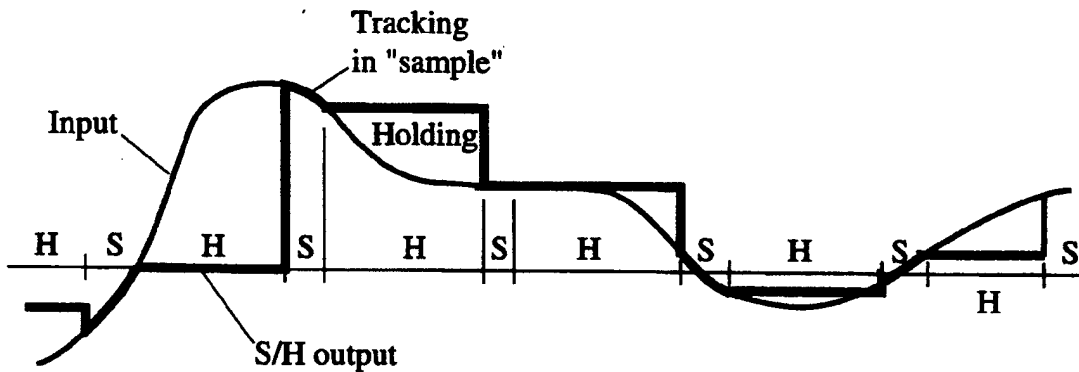 Tracking
in "sample"
Input
Holding
H S H S H S H S H S S
H
S/H output